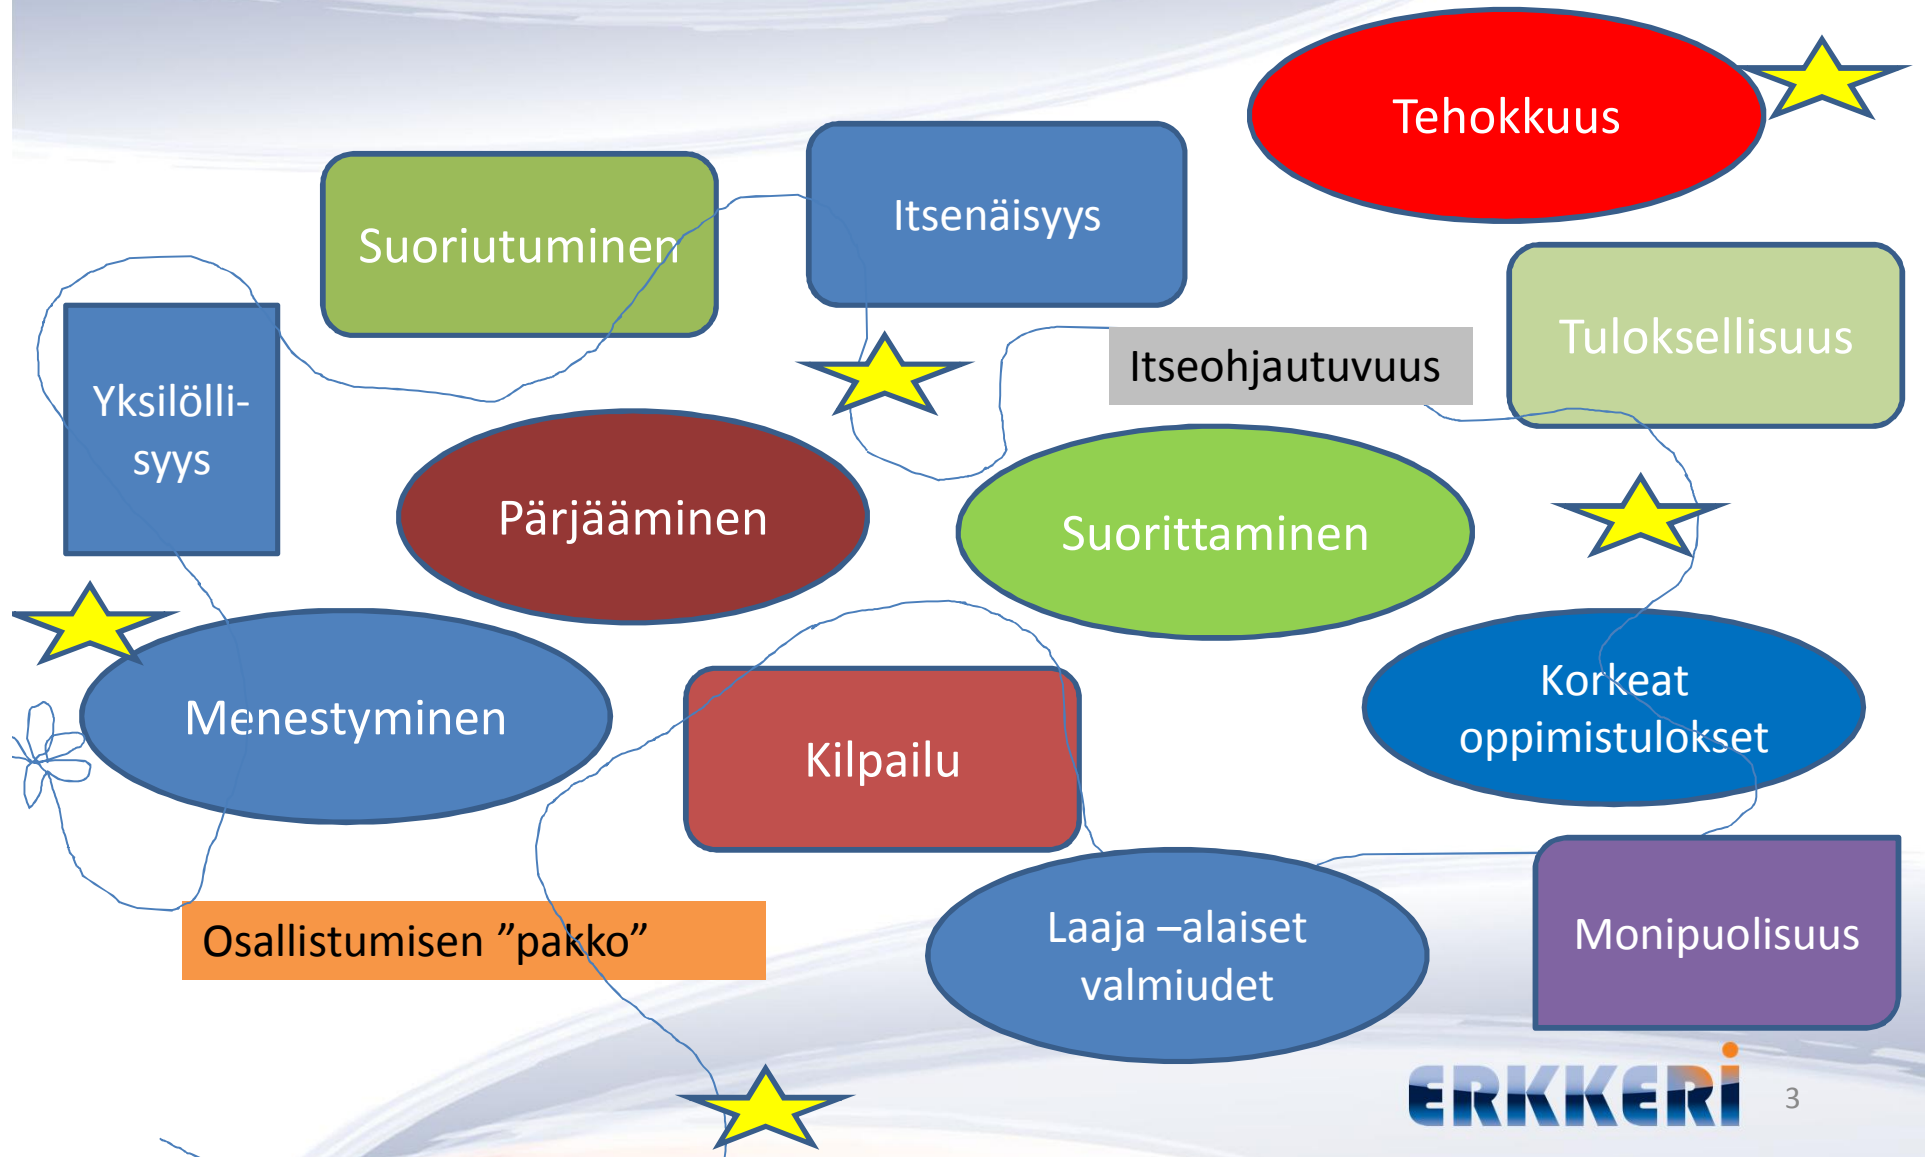 Tehokkuus
Itsenäisyys
Suoriutuminen
Tuloksellisuus
Itseohjautuvuus
Yksilölli-
syys
Pärjääminen
Suorittaminen
Korkeat
oppimistulokset
Menestyminen
Kilpailu
Osallistumisen ”pakko”
Laaja –alaiset
valmiudet
Monipuolisuus
ERKKERi
3